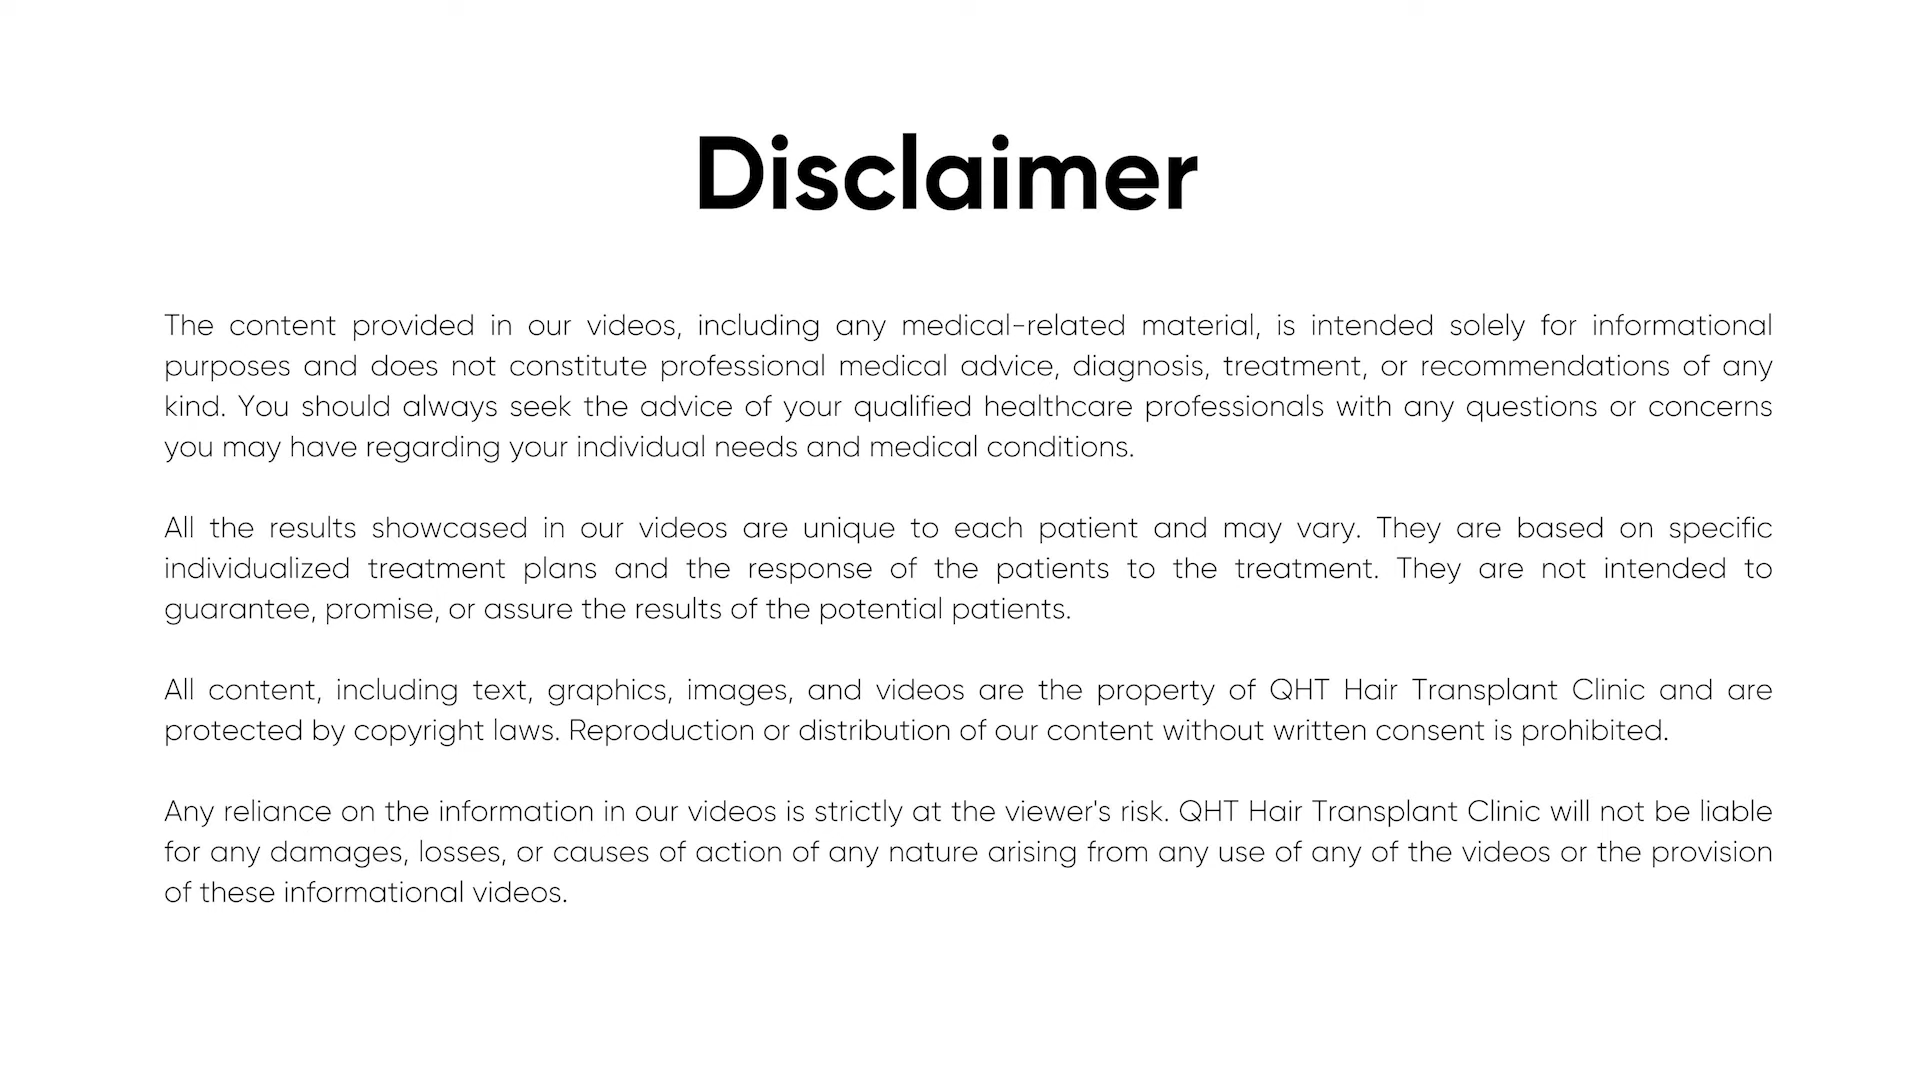 Disclaimer
The content provided in our videos, including any medical-related material, is intended solely for informational
purposes and does not constitute professional medical advice, diagnosis, treatment, or recommendations of any
kind. You should always seek the advice of your qualified healthcare professionals with any questions or concerns
you may have regarding your individual needs and medical conditions.
All the results showcased in our videos are unique to each patient and may vary. They are based on specific
individualized treatment plans and the response of the patients to the treatment. They are not intended to
guarantee, promise, or assure the results of the potential patients.
All content, including text, graphics, images, and videos are the property of QHT Hair Transplant Clinic and are
protected by copyright laws. Reproduction or distribution of our content without written consent is prohibited.
Any reliance on the information in our videos is strictly at the viewer's risk. QHT Hair Transplant Clinic will not be liable
for any damages, losses, or causes of action of any nature arising from any use of any of the videos or the provision
of these informational videos.